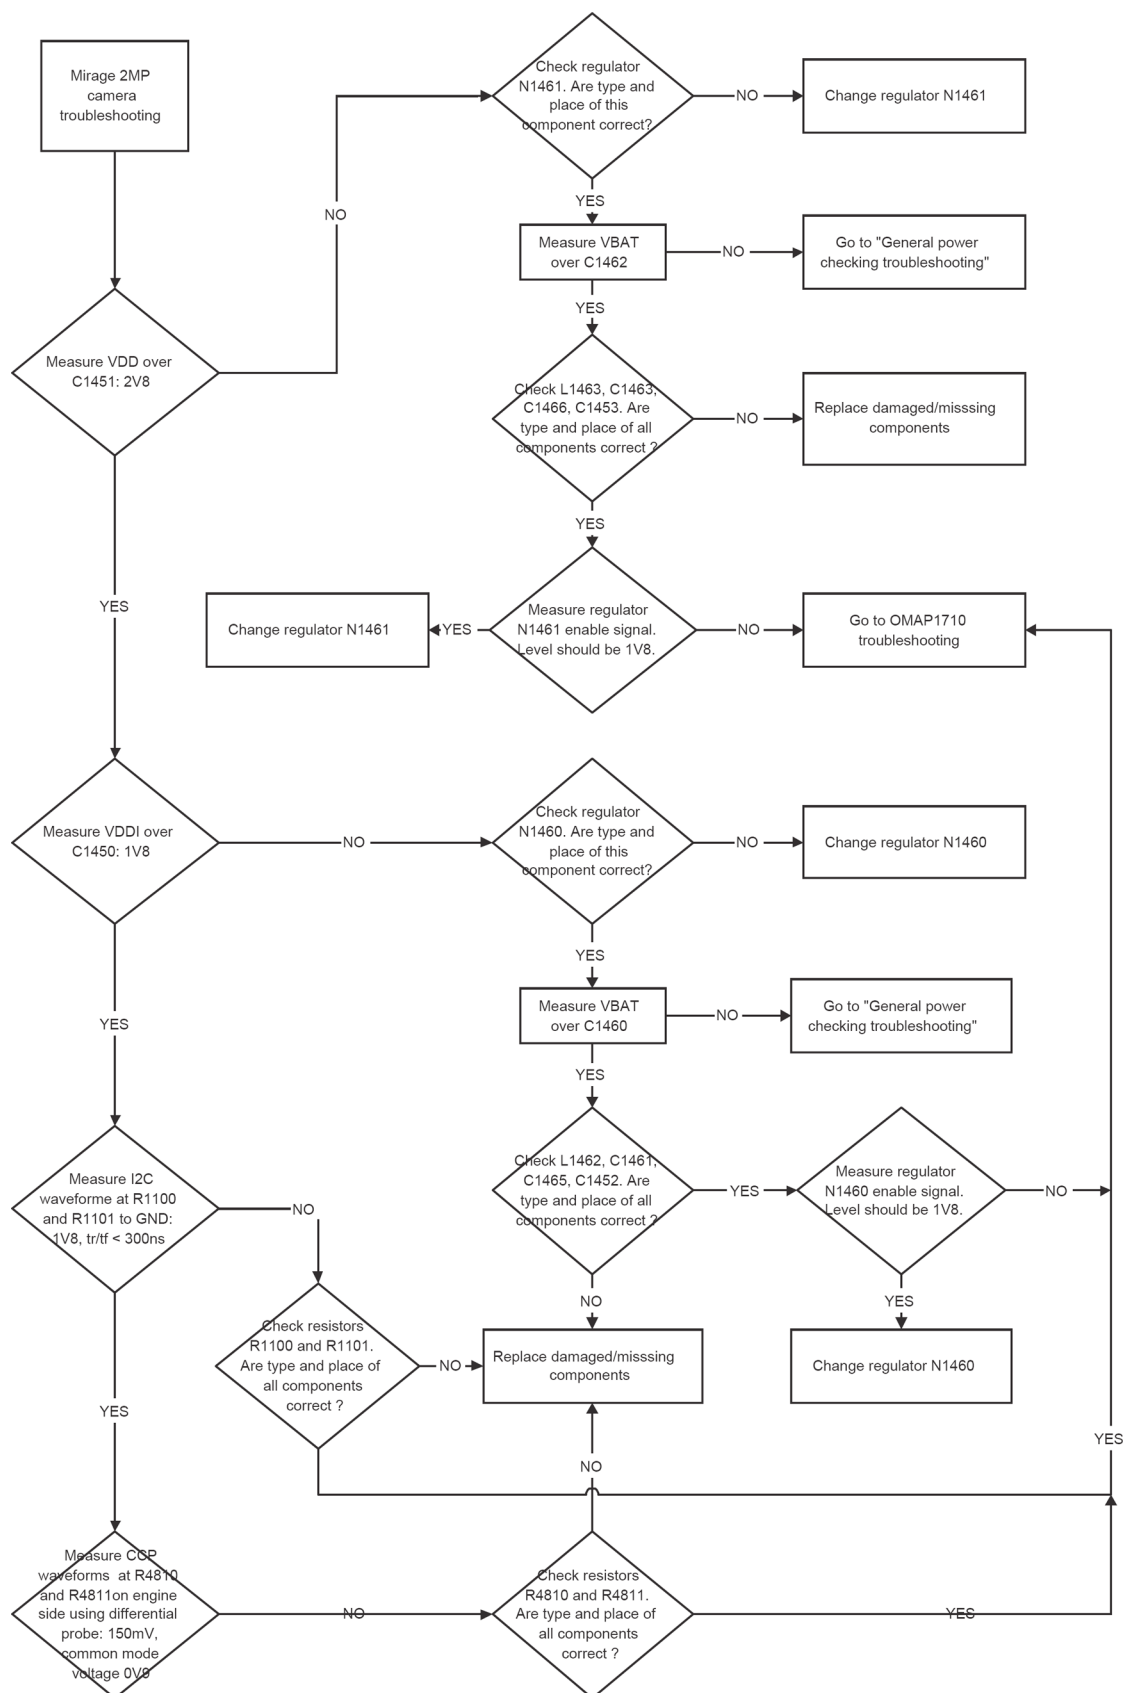 Mirage 2MP
camera
troubleshooting
Check regulator
N1461. Are type and
place of this
component correct?
NO
Change regulator N1461
NO
YES
Measure VBAT
over C1462
NO
Go to "General power
checking troubleshooting"
YES
Measure VDD over
C1451: 2V8
Check L1463, C1463,
C1466, C1453. Are
type and place of all
components correct ?
NO
Replace damaged/misssing
components
YES
YES
Change regulator N1461
YES
Measure regulator
N1461 enable signal.
Level should be 1V8.
NO
Go to OMAP1710
troubleshooting
Measure VDDI over
C1450: 1V8
NO
Check regulator
N1460. Are type and
place of this
component correct?
NO
Change regulator N1460
YES
YES
Measure VBAT
over C1460
NO
Go to "General power
checking troubleshooting"
YES
Measure I2C
waveforme at R1100
and R1101 to GND:
1V8, tr/tf < 300ns
NO
Check L1462, C1461,
C1465, C1452. Are
type and place of all
components correct ?
YES
Measure regulator
N1460 enable signal.
Level should be 1V8.
NO
NO
YES
Check resistors
R1100 and R1101.
Are type and place of
all components
correct ?
NO
Replace damaged/misssing
components
Change regulator N1460
YES
YES
NO
Measure CCP
waveforms  at R4810
and R4811on engine
side using differential
probe: 150mV,
common mode
voltage 0V9
NO
Check resistors
R4810 and R4811.
Are type and place of
all components
correct ?
YES